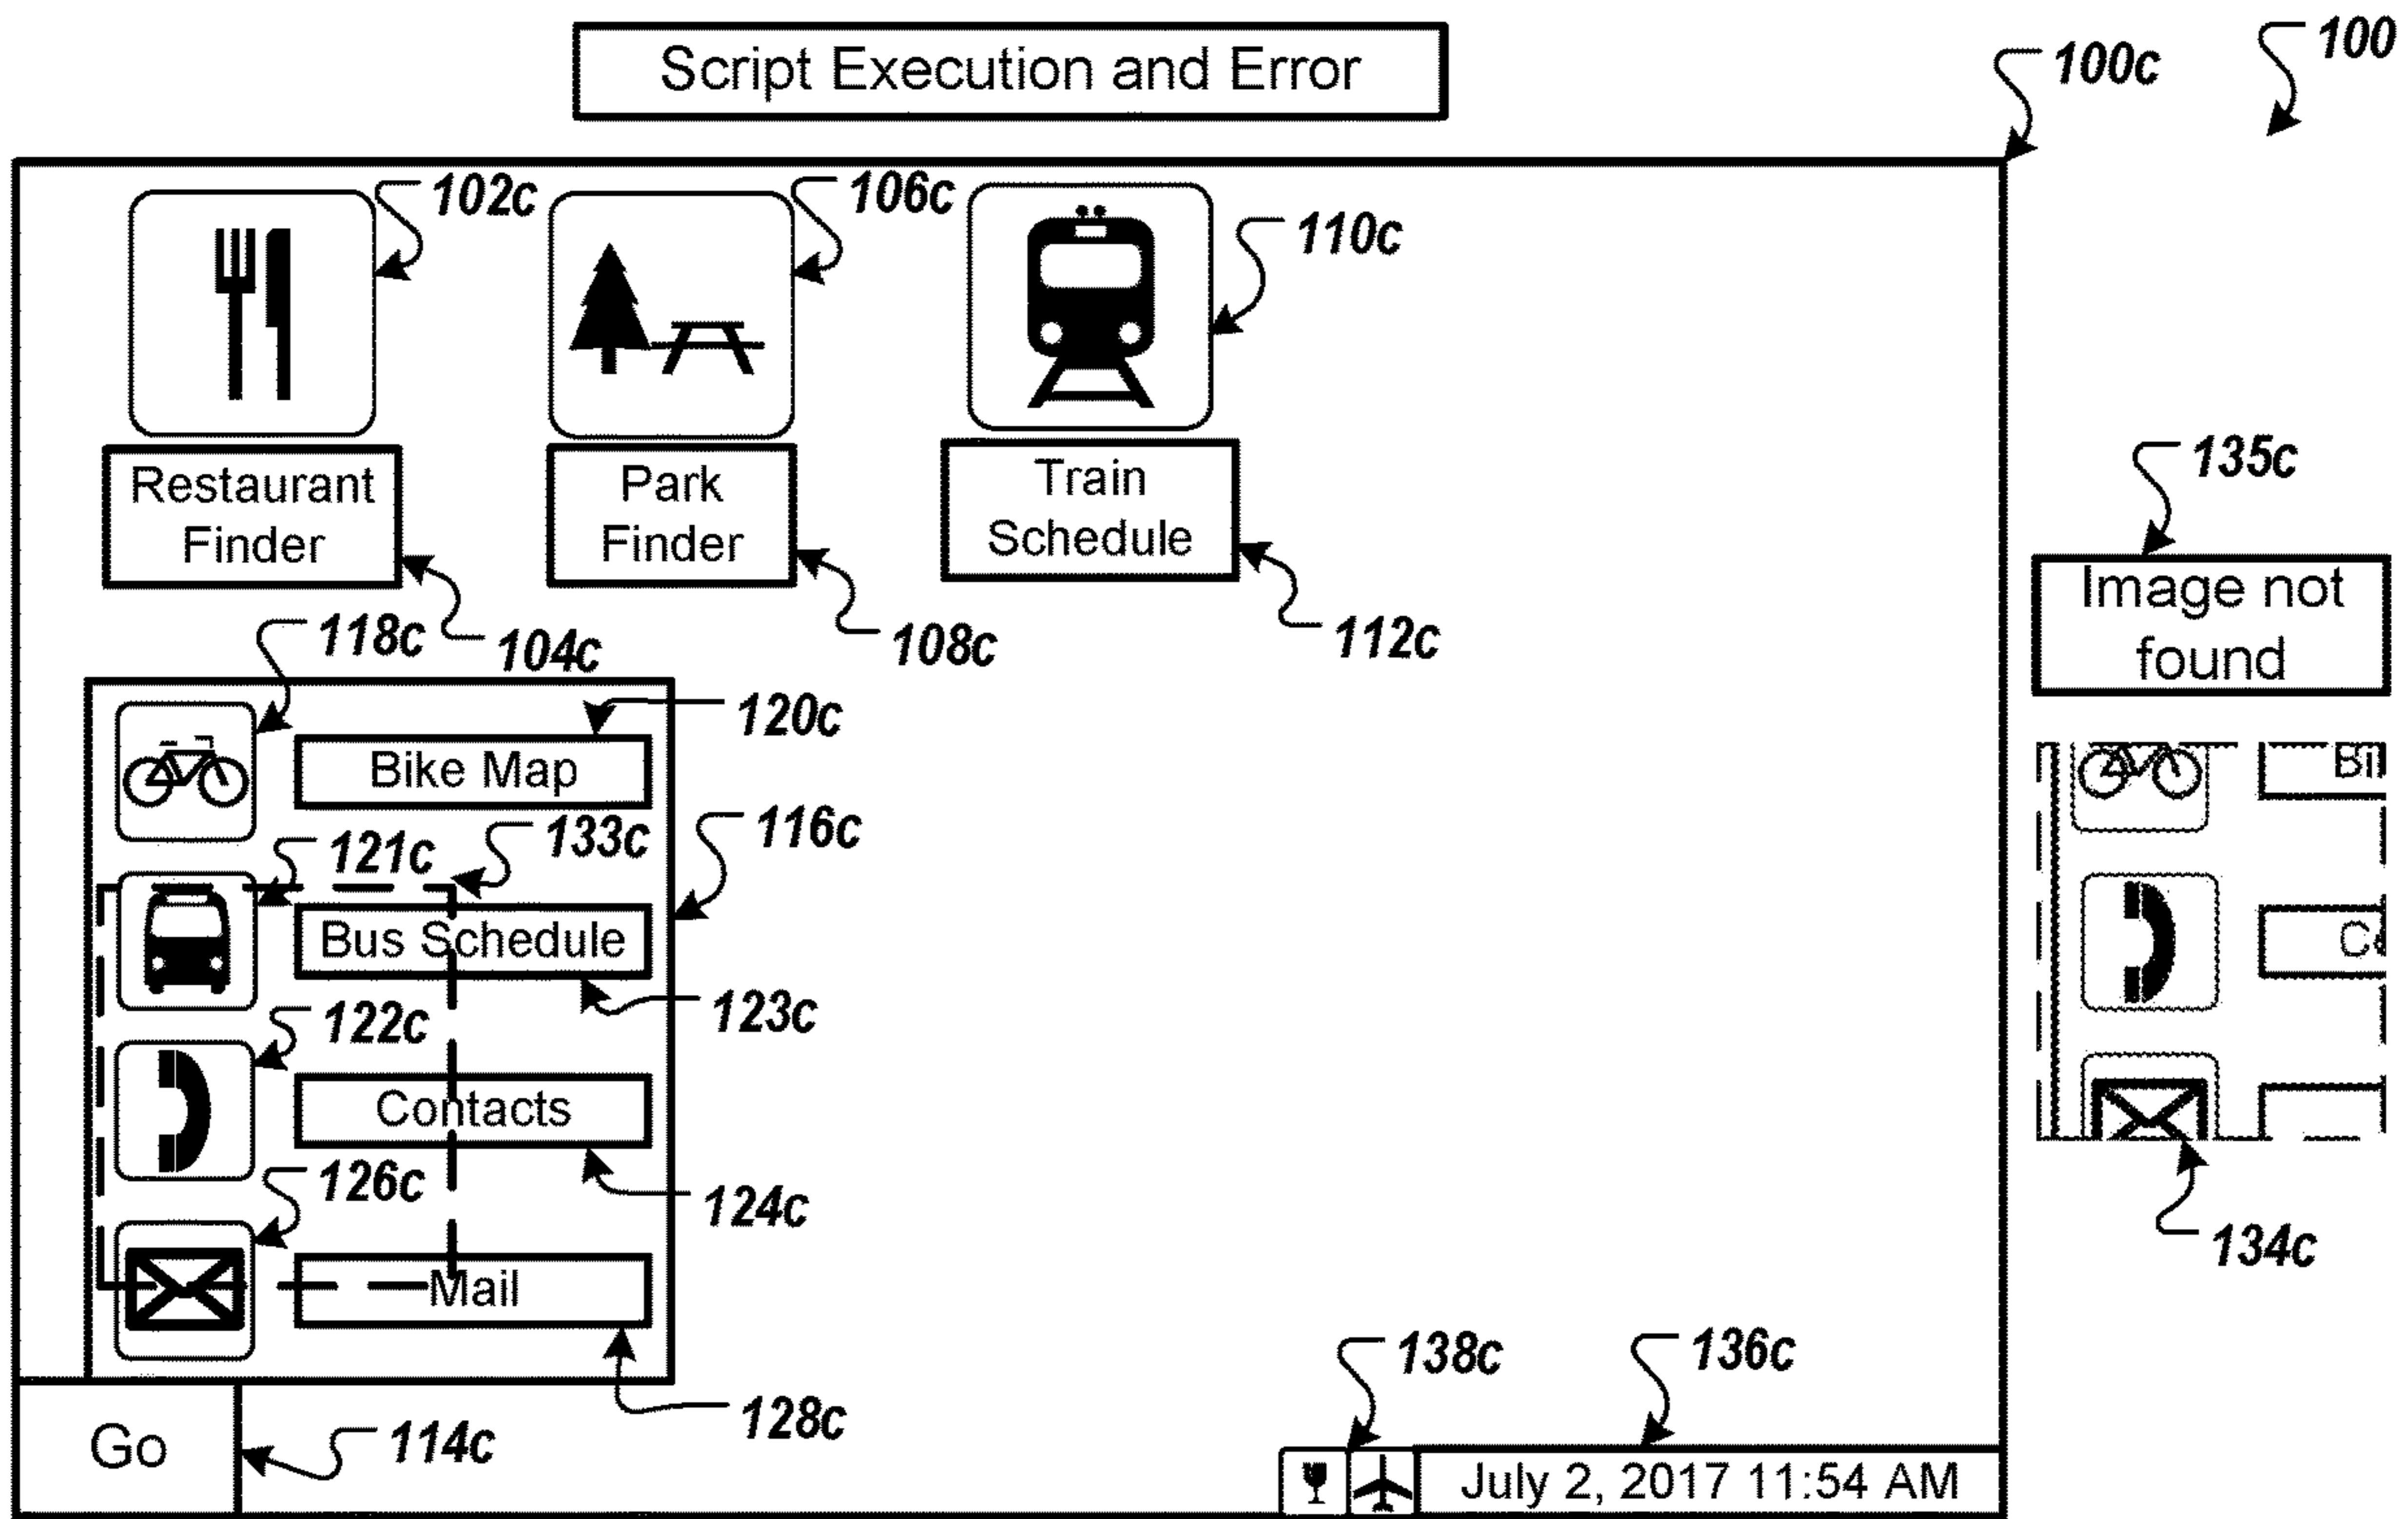 Script Execution and Error
100c
100
102c
106c
110c
Restaurant
Finder
Park
Finder
Train
Schedule
135c
Image not
found
118c
104c
108c
112c
120c
Bike Map
133c
116c
121c
Bus Schedule
123c
122c
Contacts
124c
126c
134c
Mail
128c
138c
136c
Go
114c
July 2, 2017 11:54 AM